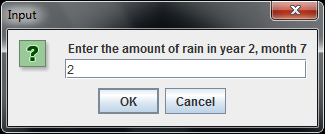 Input
Enter the amount of rain in year 2, month 7
2
OK Cancel